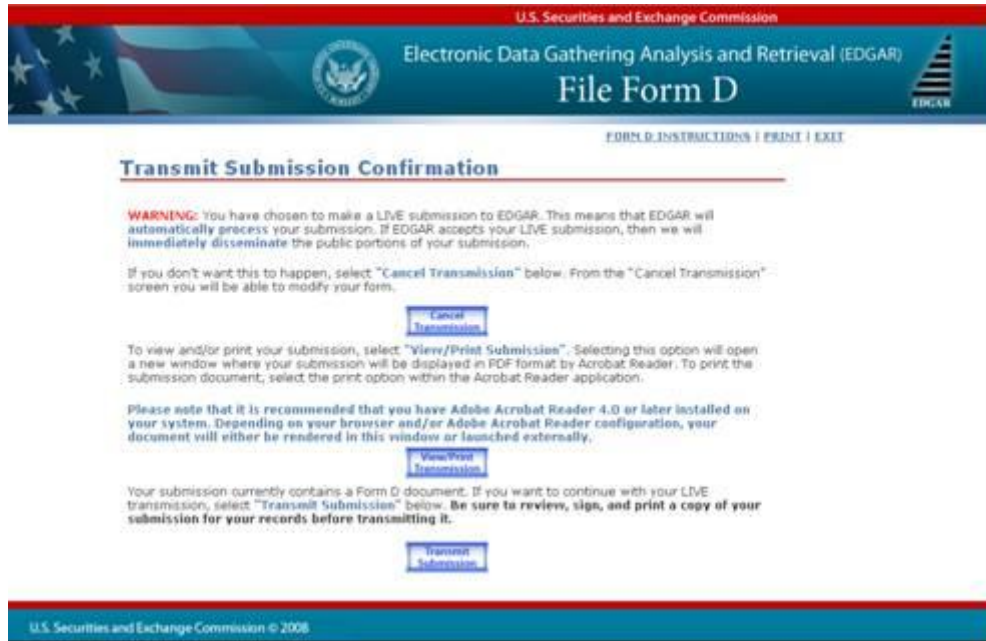 U.S. Securities and Exchange Commission
Electronic Data Gathering Analysis and Retrieval (EDGAR)
File Form D
EDGAR
FORM D INSTRUCTIONS | PRINT | EXIT
Transmit Submission Confirmation
WARNING: You have chosen to make a LIVE submission to EDGAR. This means that EDGAR will
automatically process your submission. If EDGAR accepts your LIVE submission, then we will
immediately disseminate the public portions of your submission.
If you don't want this to happen, select "Cancel Transmission" below. From the "Cancel Transmission"
screen you will be able to modify your form.
Cancel
Transmission
To view and/or print your submission, select "View/Print Submission". Selecting this option will open
a new window where your submission will be displayed in PDF format by Acrobat Reader. To print the
submission document, select the print option within the Acrobat Reader application.
Please note that it is recommended that you have Adobe Acrobat Reader 4.0 or later installed on
your system. Depending on your browser and/or Adobe Acrobat Reader configuration, your
document will either be rendered in this window or launched externally.
View/Print
Transmission
Your submission currently contains a Form D document. If you want to continue with your LIVE
transmission, select "Transmit Submission" below. Be sure to review, sign, and print a copy of your
submission for your records before transmitting it.
Transmit
Submission
U.S. Securities and Exchange Commission © 2008